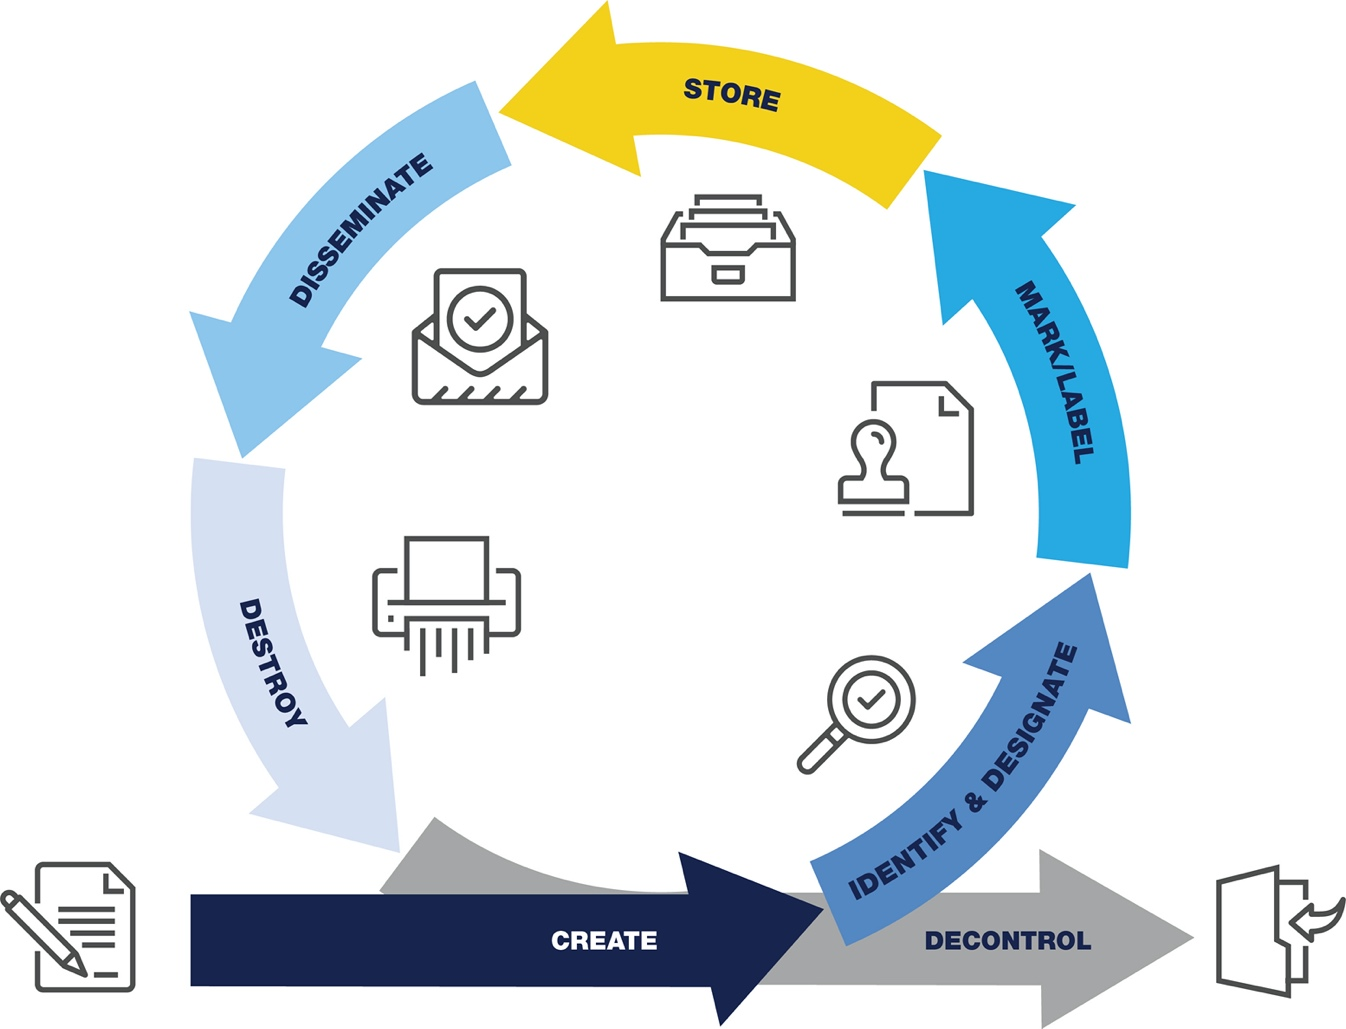 STORE
DISSEMINATE
MARK/LABEL
DESTROY
IDENTIFY & DESIGNATE
CREATE
DECONTROL